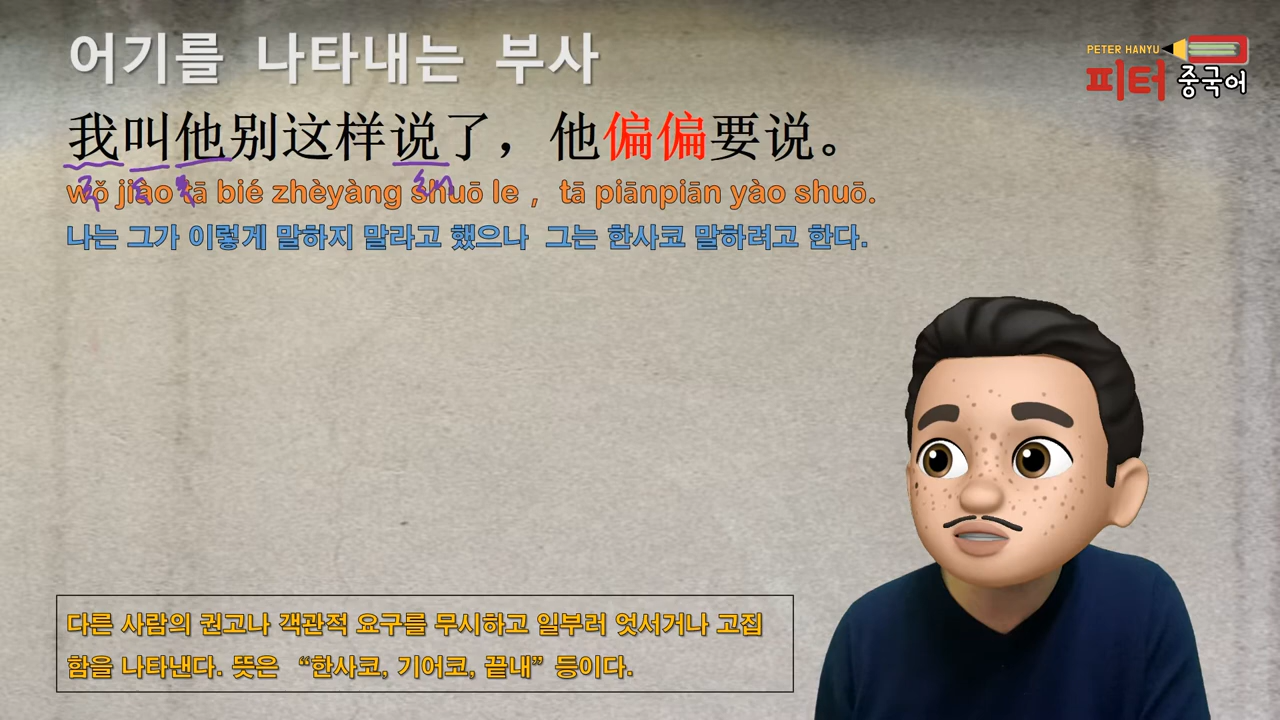 어기를 나타내는 부사
PETER HANYU
피터 중국어
我叫他别这样说了，他偏偏要说。
wǒ jiào tā bié zhèyàng shuō le， tā piānpiān yào shuō.
나는 그가 이렇게 말하지 말라고 했으나 그는 한사코 말하려고 한다.
다른 사람의 권고나 객관적 요구를 무시하고 일부러 엇서거나 고집
함을 나타낸다. 뜻은 “한사코, 기어코, 끝내” 등이다.